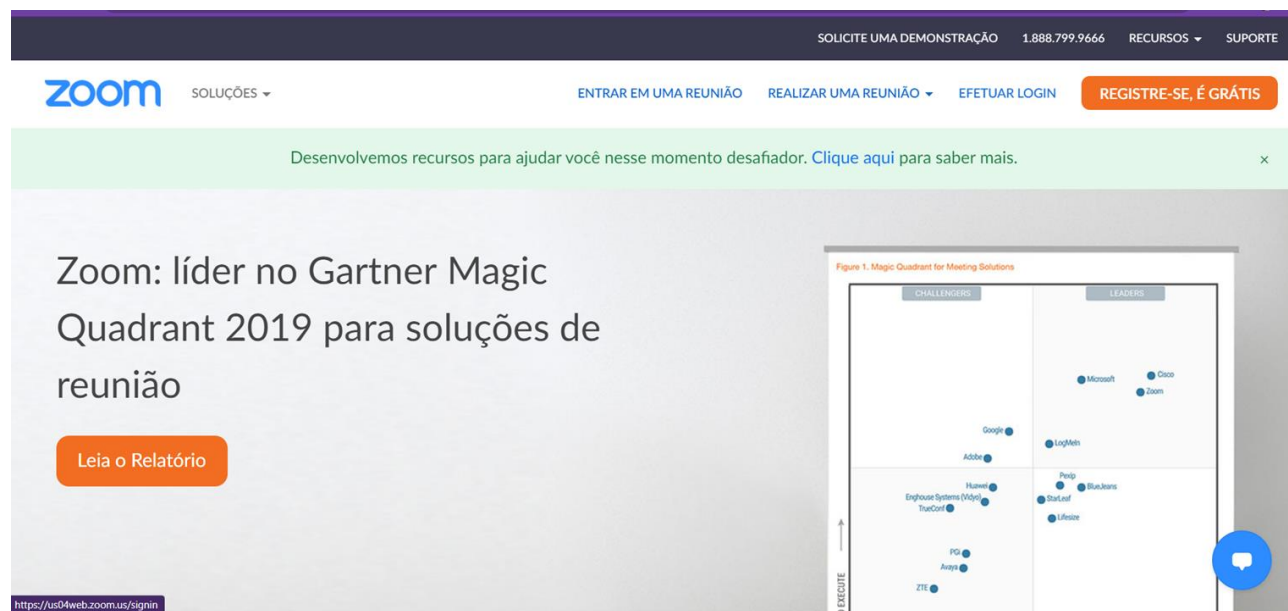 SOLICITE UMA DEMONSTRAÇÃO 1.888.799.9666 RECURSOS SUPORTE
zoom SOLUÇÕES ENTRAR EM UMA REUNIÃO REALIZAR UMA REUNIÃO EFETUAR LOGIN REGISTRE-SE, É GRÁTIS
Desenvolvemos recursos para ajudar você nesse momento desafiador. Clique aqui para saber mais. ×
Zoom: líder no Gartner Magic
Quadrant 2019 para soluções de
reunião
Leia o Relatório
Figure 1. Magic Quadrant for Meeting Solutions
CHALLENGERS LEADERS
Microsoft Cisco
Zoom
Google
LogMeIn
Adobe
Pexip
Huawei BlueJeans
Enghouse Systems (Vidyo) StarLeaf
TrueConf
Lifesize
PGi
Avaya
ZTE
EXECUTE
https://us04web.zoom.us/signin